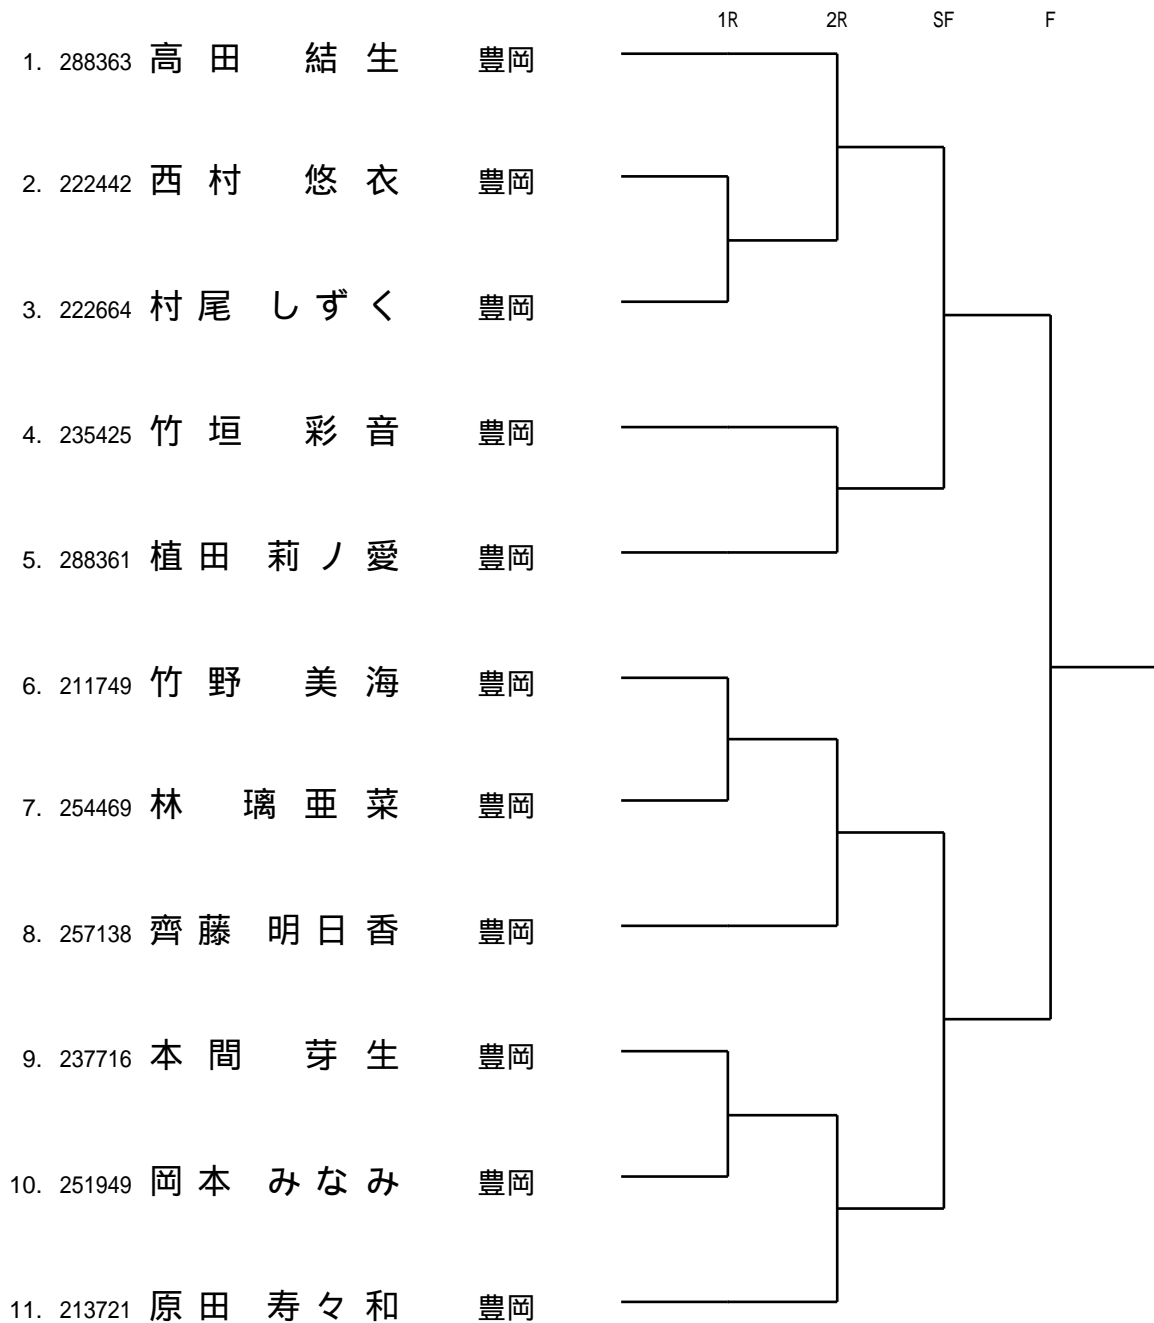 1R 2R SF F
1. 288363 高田 結生 豊岡
2. 222442 西村 悠衣 豊岡
3. 222664 村尾 しずく 豊岡
4. 235425 竹垣 彩音 豊岡
5. 288361 植田 莉ノ愛 豊岡
6. 211749 竹野 美海 豊岡
7. 254469 林 璃亜菜 豊岡
8. 257138 齊藤 明日香 豊岡
9. 237716 本間 芽生 豊岡
10. 251949 岡本 みなみ 豊岡
11. 213721 原田 寿々和 豊岡